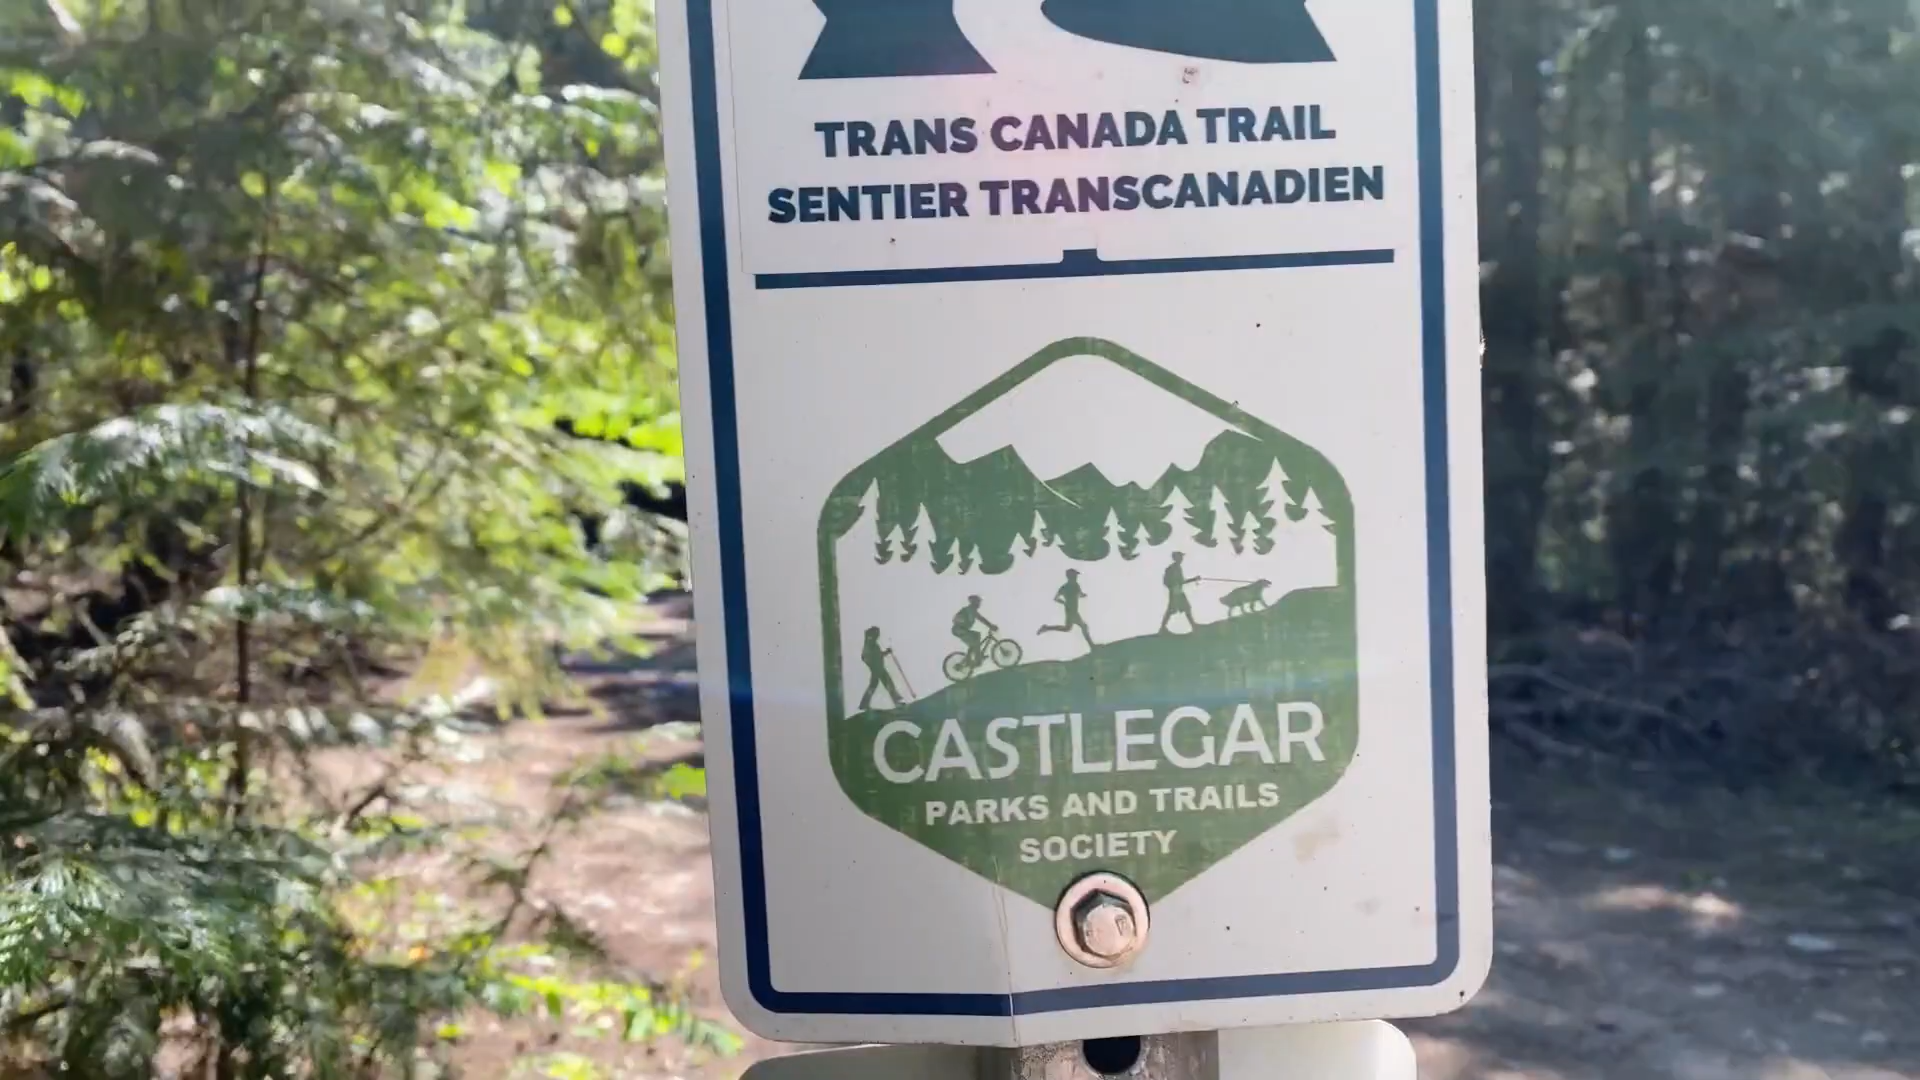 TRANS CANADA TRAIL
SENTIER TRANSCANADIEN
CASTLEGAR
PARKS AND TRAILS
SOCIETY